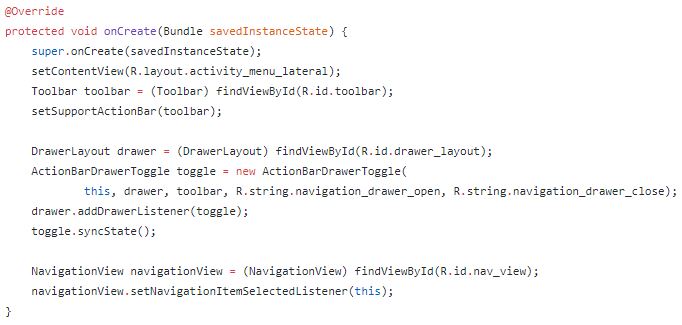 @Override
protected void onCreate(Bundle savedInstanceState) {
    super.onCreate(savedInstanceState);
    setContentView(R.layout.activity_menu_lateral);
    Toolbar toolbar = (Toolbar) findViewById(R.id.toolbar);
    setSupportActionBar(toolbar);

    DrawerLayout drawer = (DrawerLayout) findViewById(R.id.drawer_layout);
    ActionBarDrawerToggle toggle = new ActionBarDrawerToggle(
            this, drawer, toolbar, R.string.navigation_drawer_open, R.string.navigation_drawer_close);
    drawer.addDrawerListener(toggle);
    toggle.syncState();

    NavigationView navigationView = (NavigationView) findViewById(R.id.nav_view);
    navigationView.setNavigationItemSelectedListener(this);
}